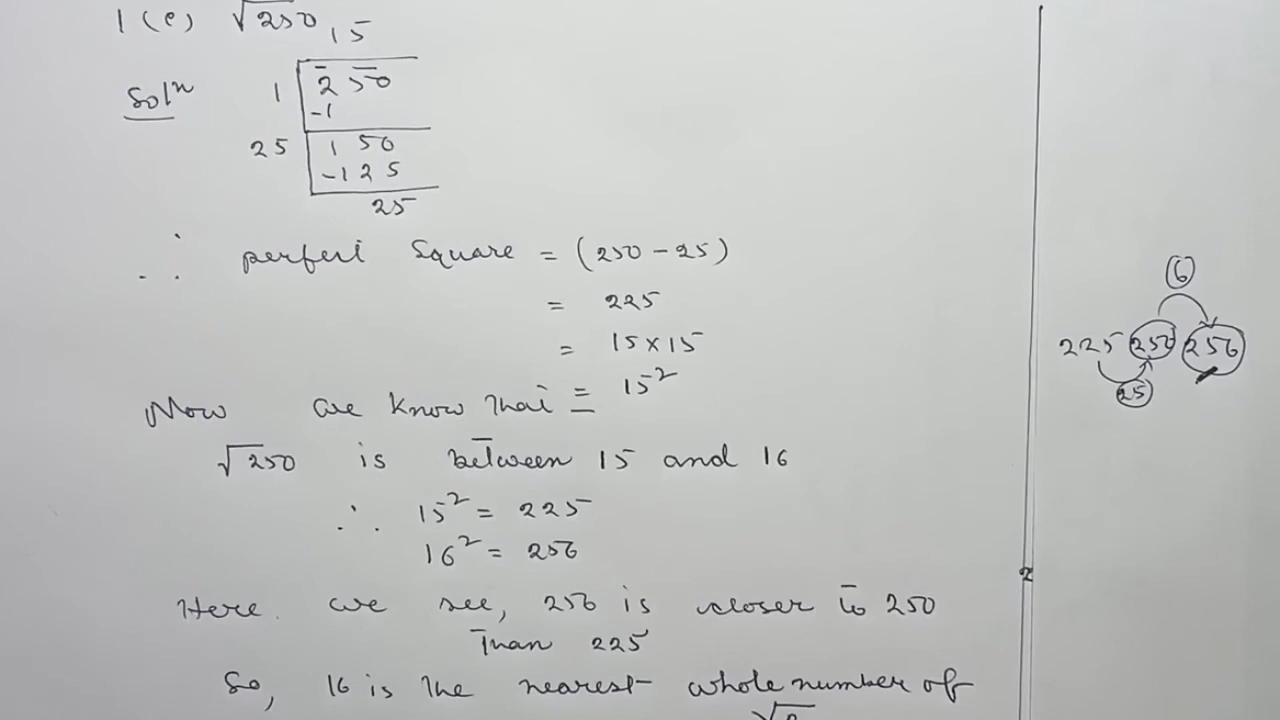 1 (e) √250
15
Solⁿ 1 2 50
-1
25 1 50
-1 2 5
25
∴ perfect Square = (250 - 25)
= 225
= 15 x 15
= 15²
Now we know that
√250 is between 15 and 16
∴ 15² = 225
16² = 256
Here we see, 256 is closer to 250
Than 225
So, 16 is the nearest whole number of
6
225 250 256
25
2